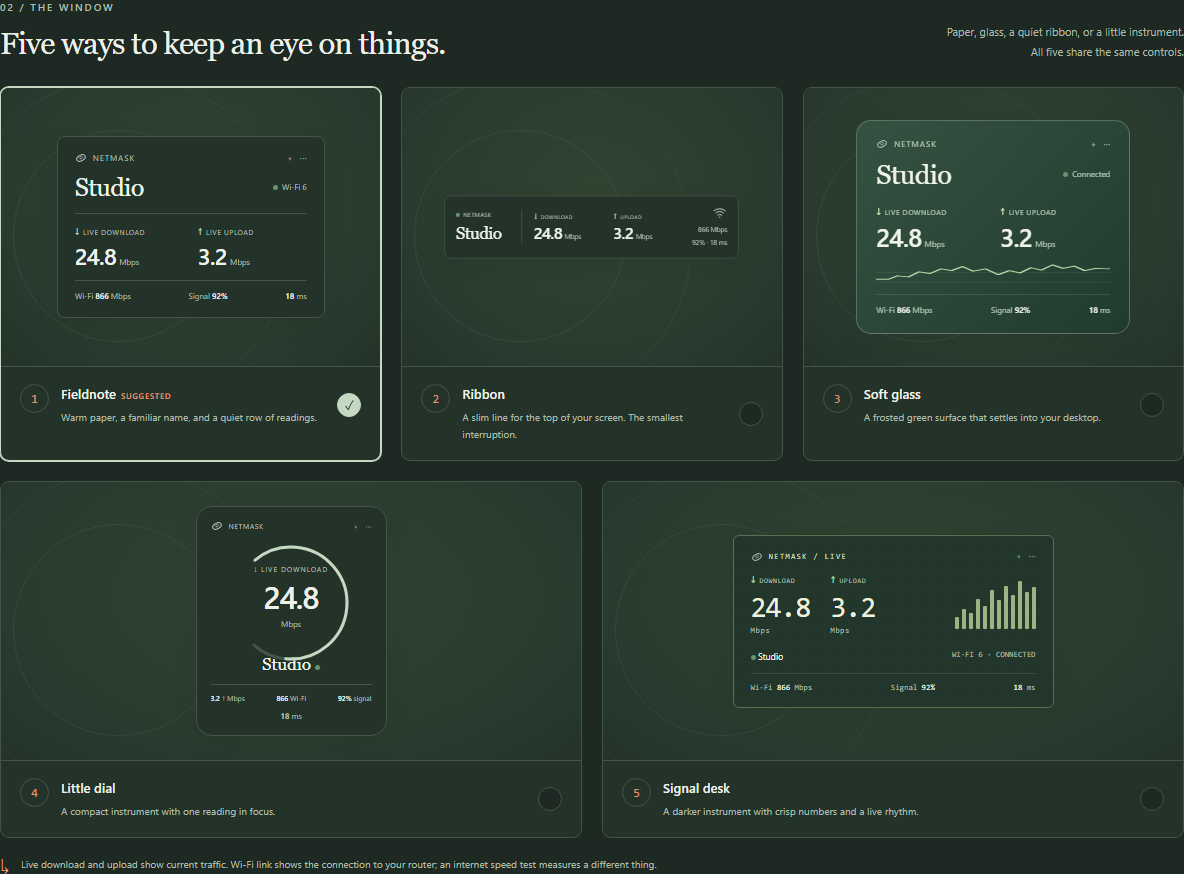 02 / THE WINDOW
Five ways to keep an eye on things.
Paper, glass, a quiet ribbon, or a little instrument.
All five share the same controls.
NETMASK
Studio
Wi-Fi 6
↓ LIVE DOWNLOAD
↑ LIVE UPLOAD
24.8 Mbps
3.2 Mbps
Wi-Fi 866 Mbps
Signal 92%
18 ms
1
Fieldnote SUGGESTED
Warm paper, a familiar name, and a quiet row of readings.
NETMASK
Studio
↓ DOWNLOAD
24.8 Mbps
↑ UPLOAD
3.2 Mbps
866 Mbps
92% · 18 ms
2
Ribbon
A slim line for the top of your screen. The smallest
interruption.
NETMASK
Studio
Connected
↓ LIVE DOWNLOAD
↑ LIVE UPLOAD
24.8 Mbps
3.2 Mbps
Wi-Fi 866 Mbps
Signal 92%
18 ms
3
Soft glass
A frosted green surface that settles into your desktop.
NETMASK
↓ LIVE DOWNLOAD
24.8
Mbps
Studio
3.2 ↑ Mbps
866 Wi-Fi
92% signal
18 ms
4
Little dial
A compact instrument with one reading in focus.
NETMASK / LIVE
↓ DOWNLOAD
↑ UPLOAD
24.8
3.2
Mbps
Mbps
Studio
WI-FI 6 · CONNECTED
Wi-Fi 866 Mbps
Signal 92%
18 ms
5
Signal desk
A darker instrument with crisp numbers and a live rhythm.
Live download and upload show current traffic. Wi-Fi link shows the connection to your router; an internet speed test measures a different thing.